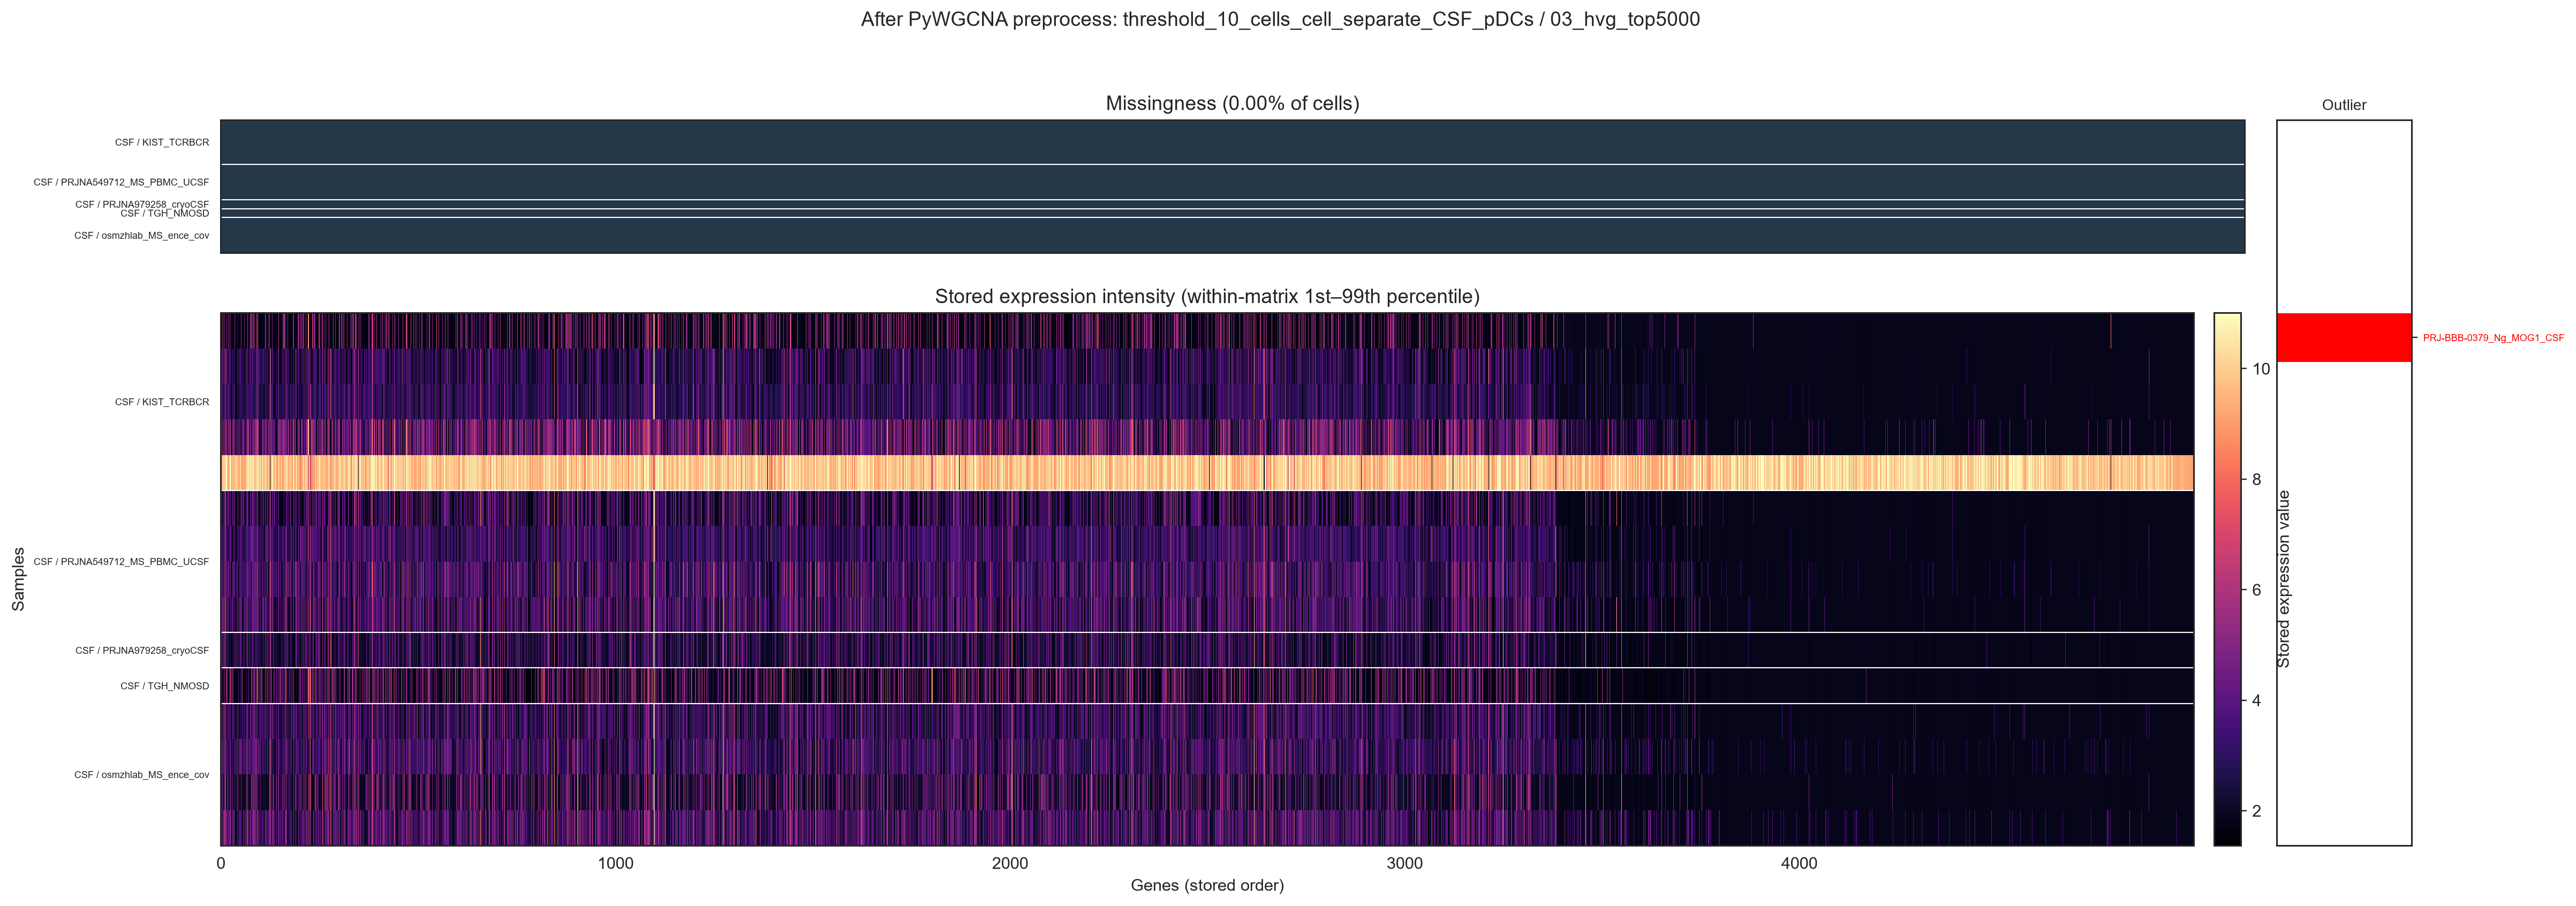 After PyWGCNA preprocess: threshold_10_cells_cell_separate_CSF_pDCs / 03_hvg_top5000
Missingness (0.00% of cells)
Outlier
CSF / KIST_TCRBCR
CSF / PRJNA549712_MS_PBMC_UCSF
CSF / PRJNA979258_cryoCSF
CSF / TGH_NMOSD
CSF / osmzhlab_MS_ence_cov
Stored expression intensity (within-matrix 1st–99th percentile)
PRJ-BBB-0379_Ng_MOG1_CSF
CSF / KIST_TCRBCR
CSF / PRJNA549712_MS_PBMC_UCSF
CSF / PRJNA979258_cryoCSF
CSF / TGH_NMOSD
CSF / osmzhlab_MS_ence_cov
Samples
10
8
6
4
2
Stored expression value
0
1000
2000
3000
4000
Genes (stored order)